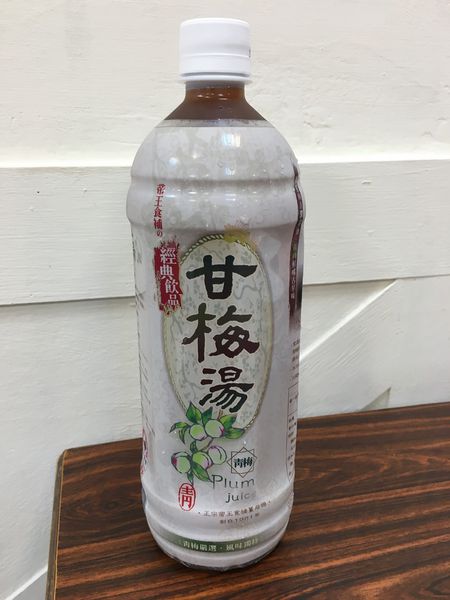 帝王食補の
經典飲品
甘梅湯
青梅
Plum
juice
青梅嚴選·風味獨特